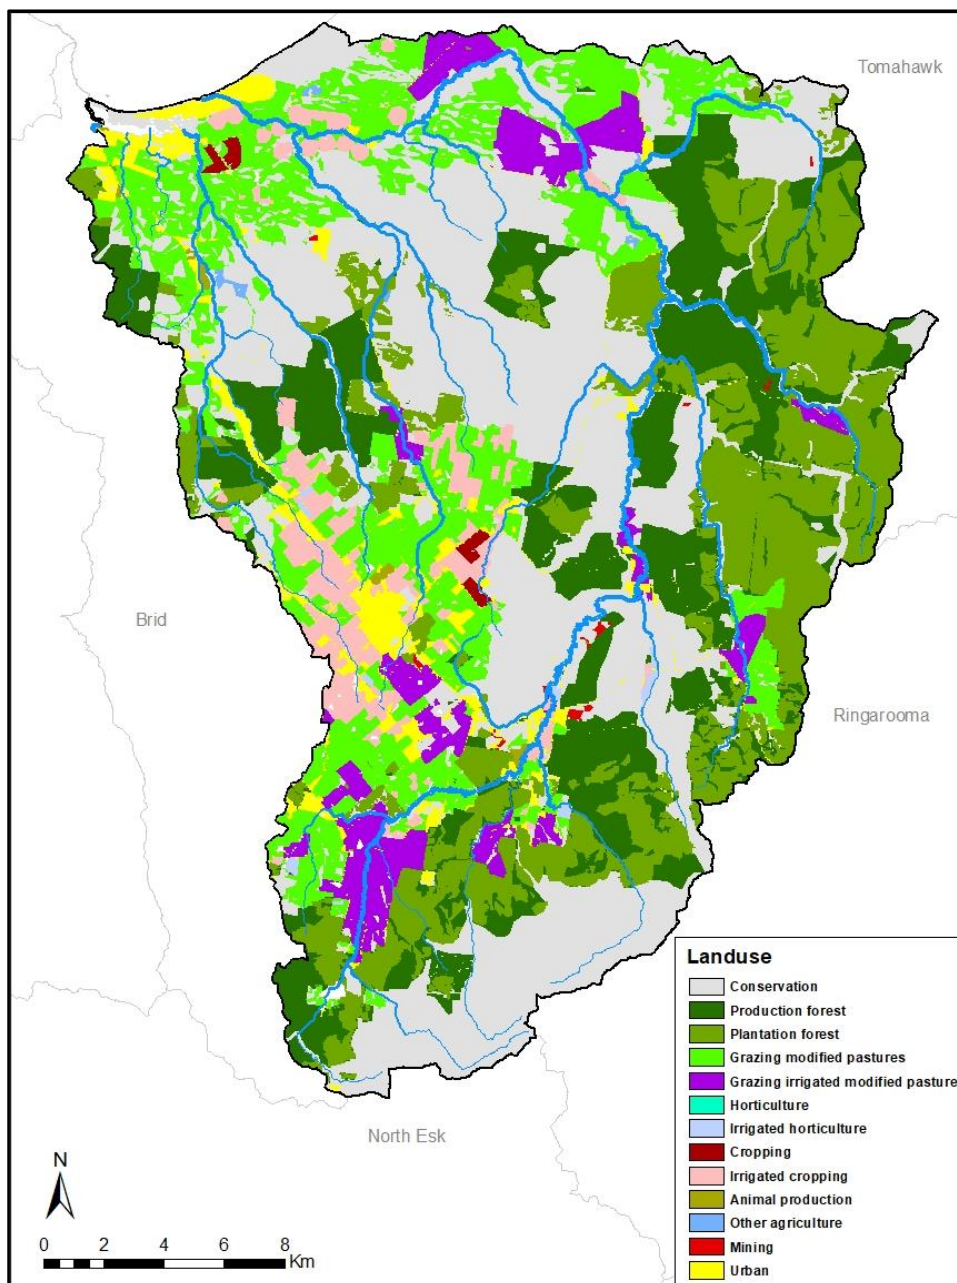 Tomahawk
Brid
Ringarooma
North Esk
N
0 2 4 6 8
Km
Landuse
Conservation
Production forest
Plantation forest
Grazing modified pastures
Grazing irrigated modified pasture
Horticulture
Irrigated horticulture
Cropping
Irrigated cropping
Animal production
Other agriculture
Mining
Urban